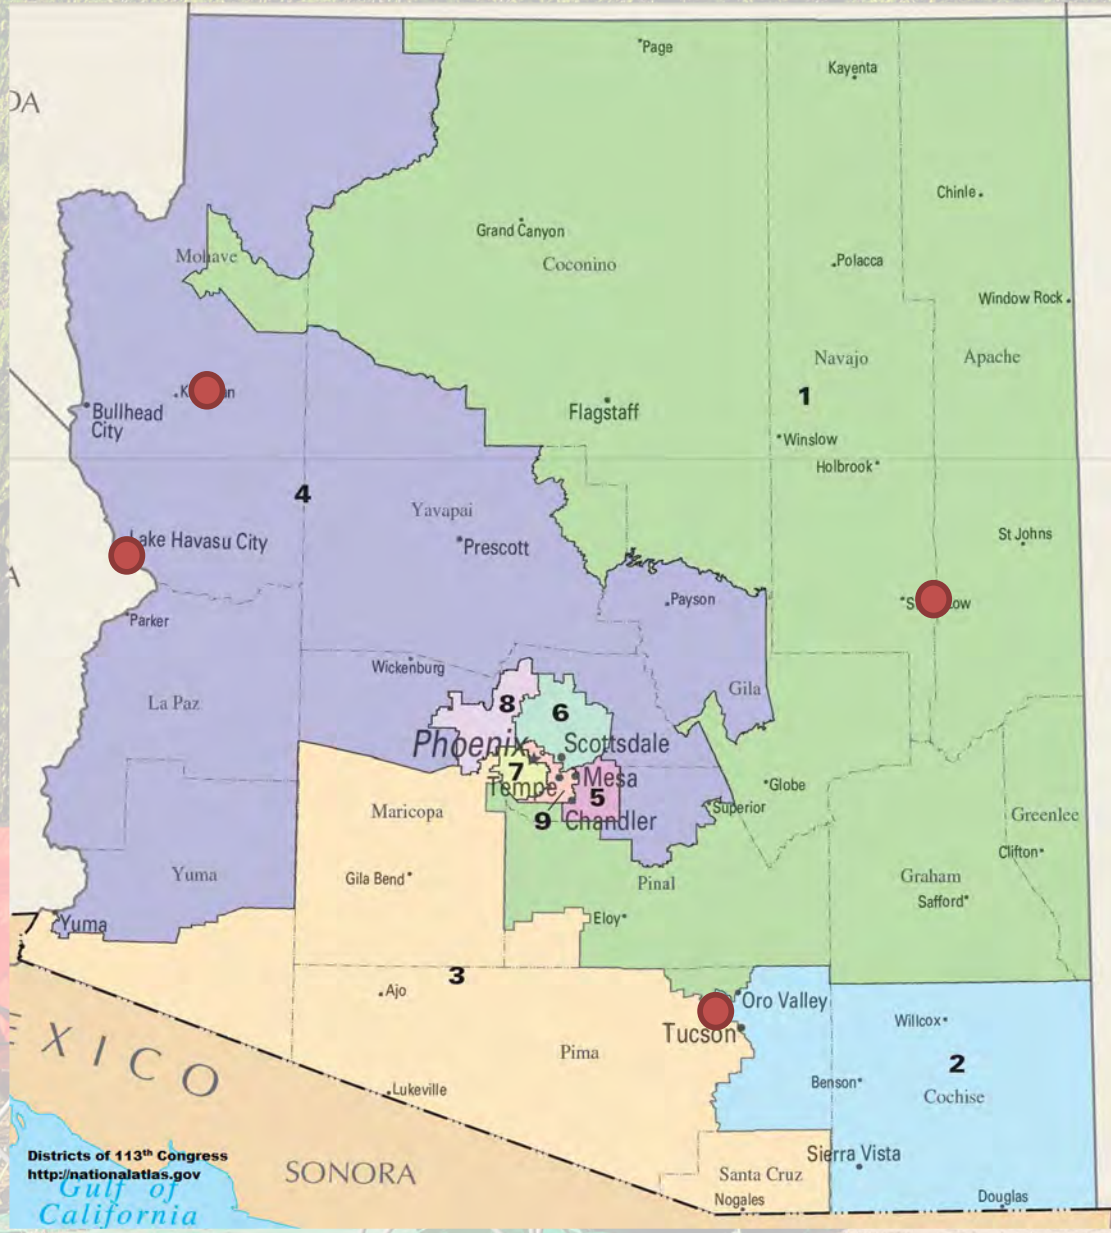 DA
Page
Kayenta
Chinle
Grand Canyon
Mohave
Coconino
Polacca
Window Rock
Navajo
Apache
1
Bullhead
City
Flagstaff
Winslow
Holbrook
4
Yavapai
Lake Havasu City
Prescott
St Johns
A
Payson
Parker
Wickenburg
Gila
La Paz
8
6
Phoenix
Scottsdale
7
Tempe
Mesa
5
Globe
Superior
Maricopa
9
Chandler
Greenlee
Clifton
Yuma
Gila Bend
Pinal
Graham
Safford
Eloy
Yuma
3
Ajo
Oro Valley
Willcox
Tucson
EXICO
Pima
2
Benson
Cochise
Lukeville
Districts of 113th Congress
http://nationalatlas.gov
SONORA
Sierra Vista
Santa Cruz
Gulf of
California
Nogales
Douglas